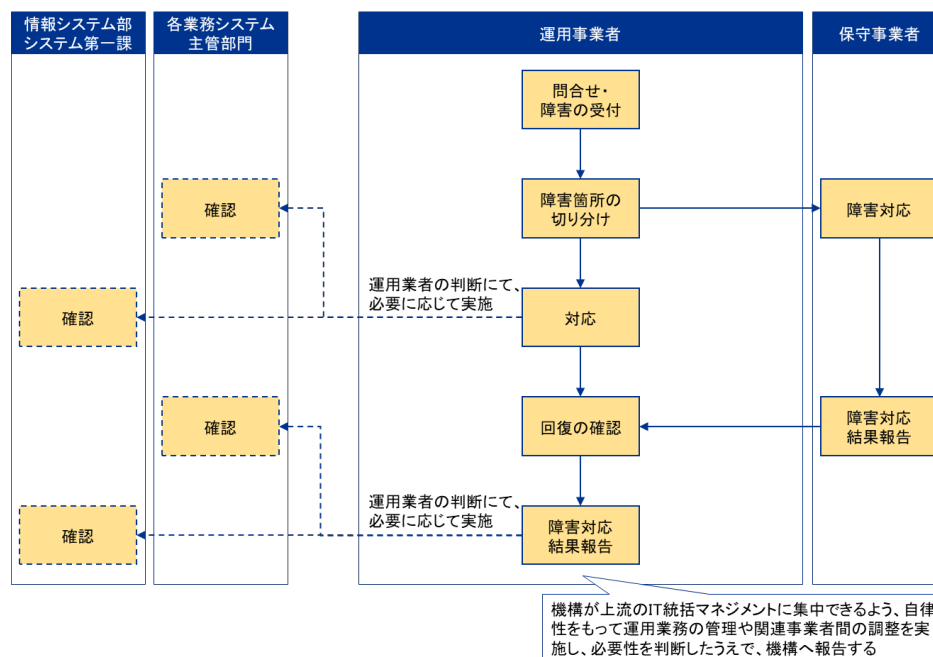 情報システム部
システム第一課
各業務システム
主管部門
運用事業者
保守事業者
問合せ・
障害の受付
確認
障害箇所の
切り分け
障害対応
運用業者の判断にて、
必要に応じて実施
確認
対応
確認
回復の確認
障害対応
結果報告
運用業者の判断にて、
必要に応じて実施
確認
障害対応
結果報告
機構が上流のIT統括マネジメントに集中できるよう、自律
性をもって運用業務の管理や関連事業者間の調整を実
施し、必要性を判断したうえで、機構へ報告する